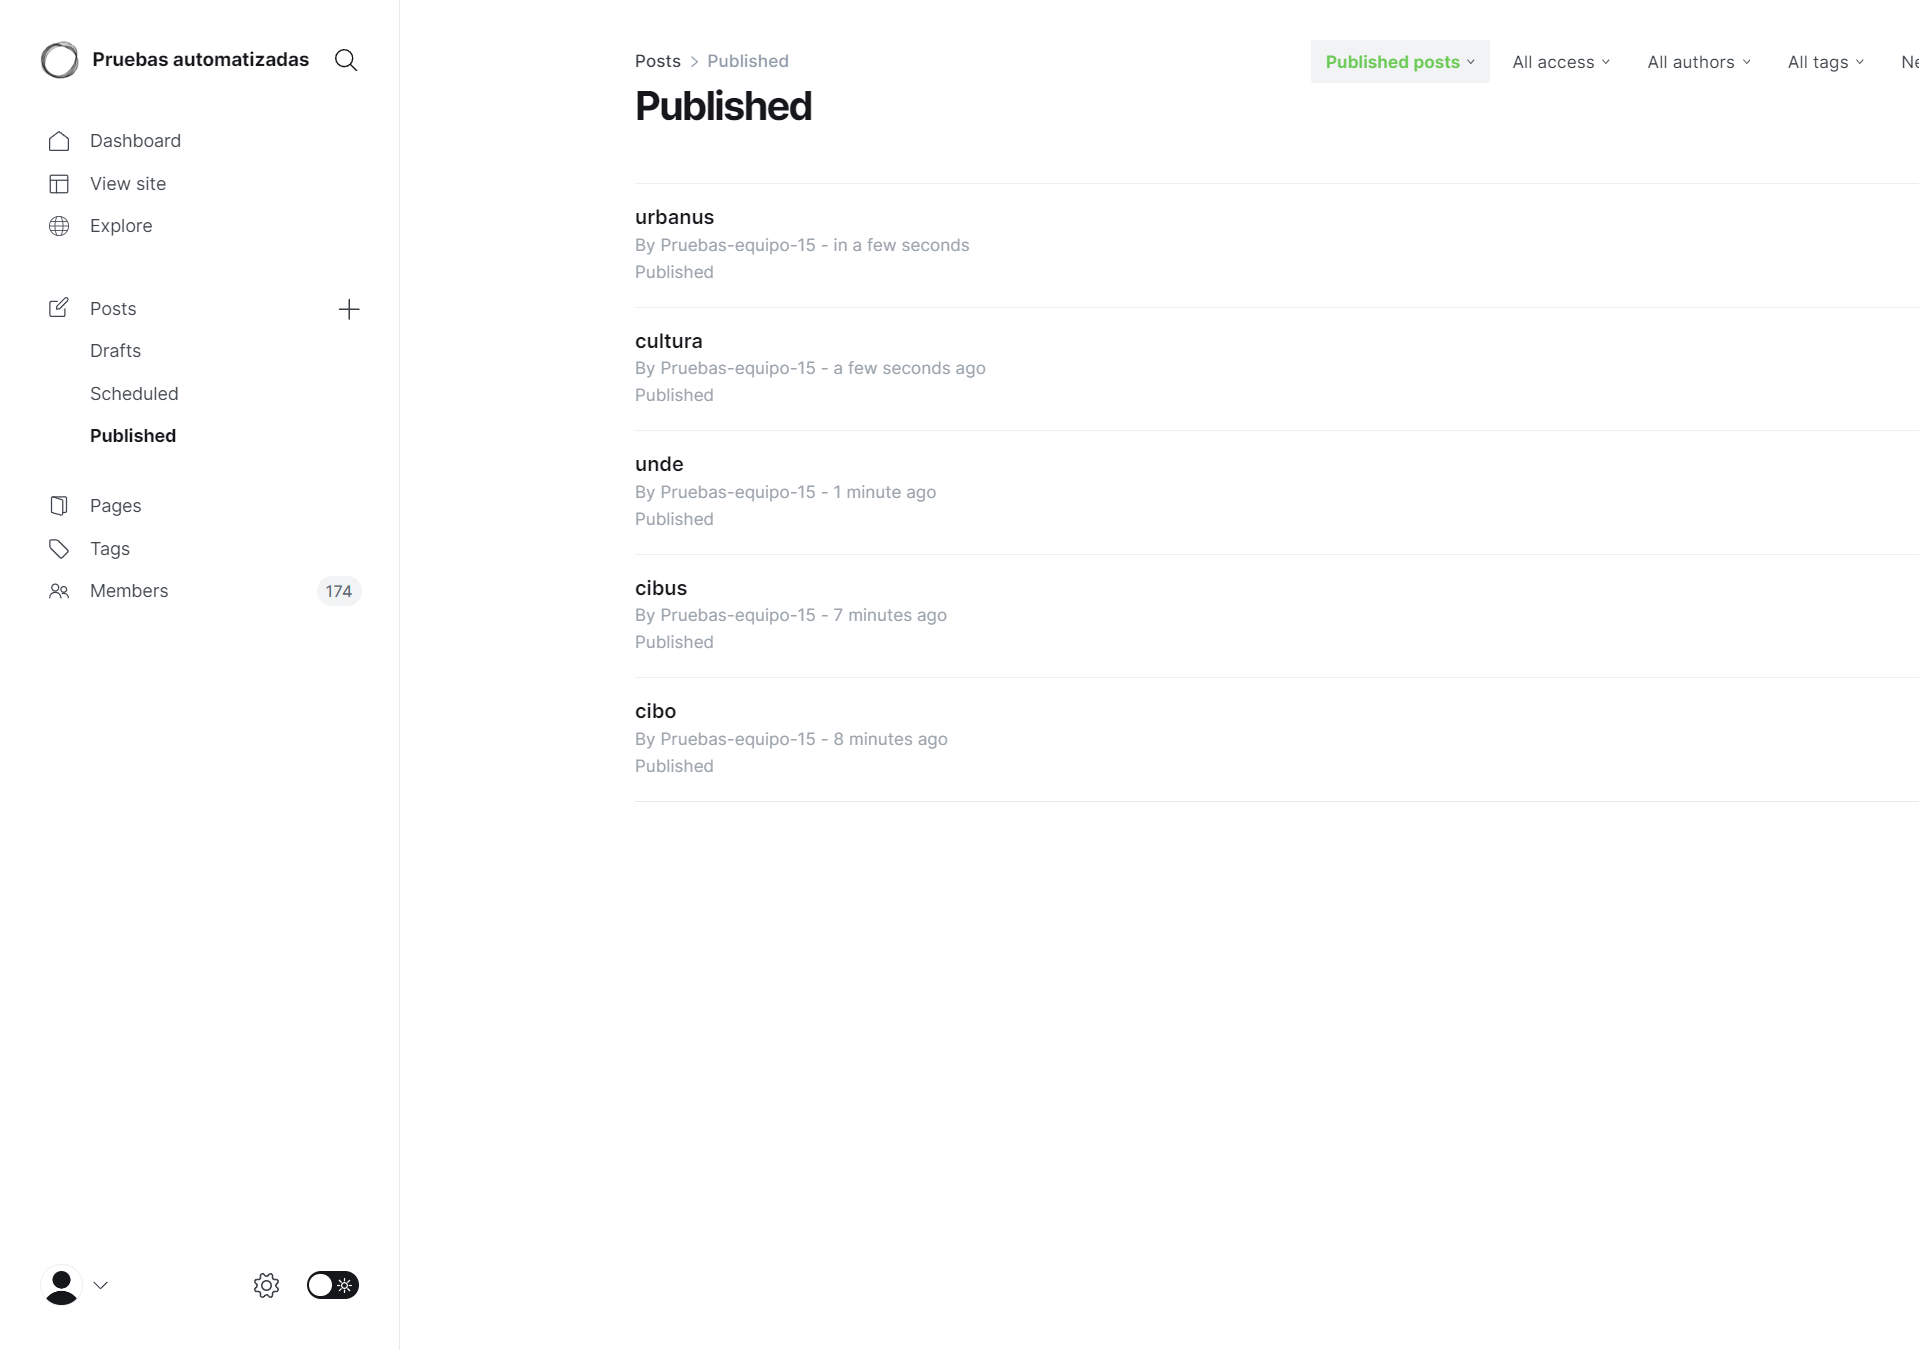 Pruebas automatizadas
Dashboard
View site
Explore
Posts
Drafts
Scheduled
Published
Pages
Tags
Members 174
Posts > Published
Published
Published posts All access All authors All tags
urbanus
By Pruebas-equipo-15 - in a few seconds
Published
cultura
By Pruebas-equipo-15 - a few seconds ago
Published
unde
By Pruebas-equipo-15 - 1 minute ago
Published
cibus
By Pruebas-equipo-15 - 7 minutes ago
Published
cibo
By Pruebas-equipo-15 - 8 minutes ago
Published